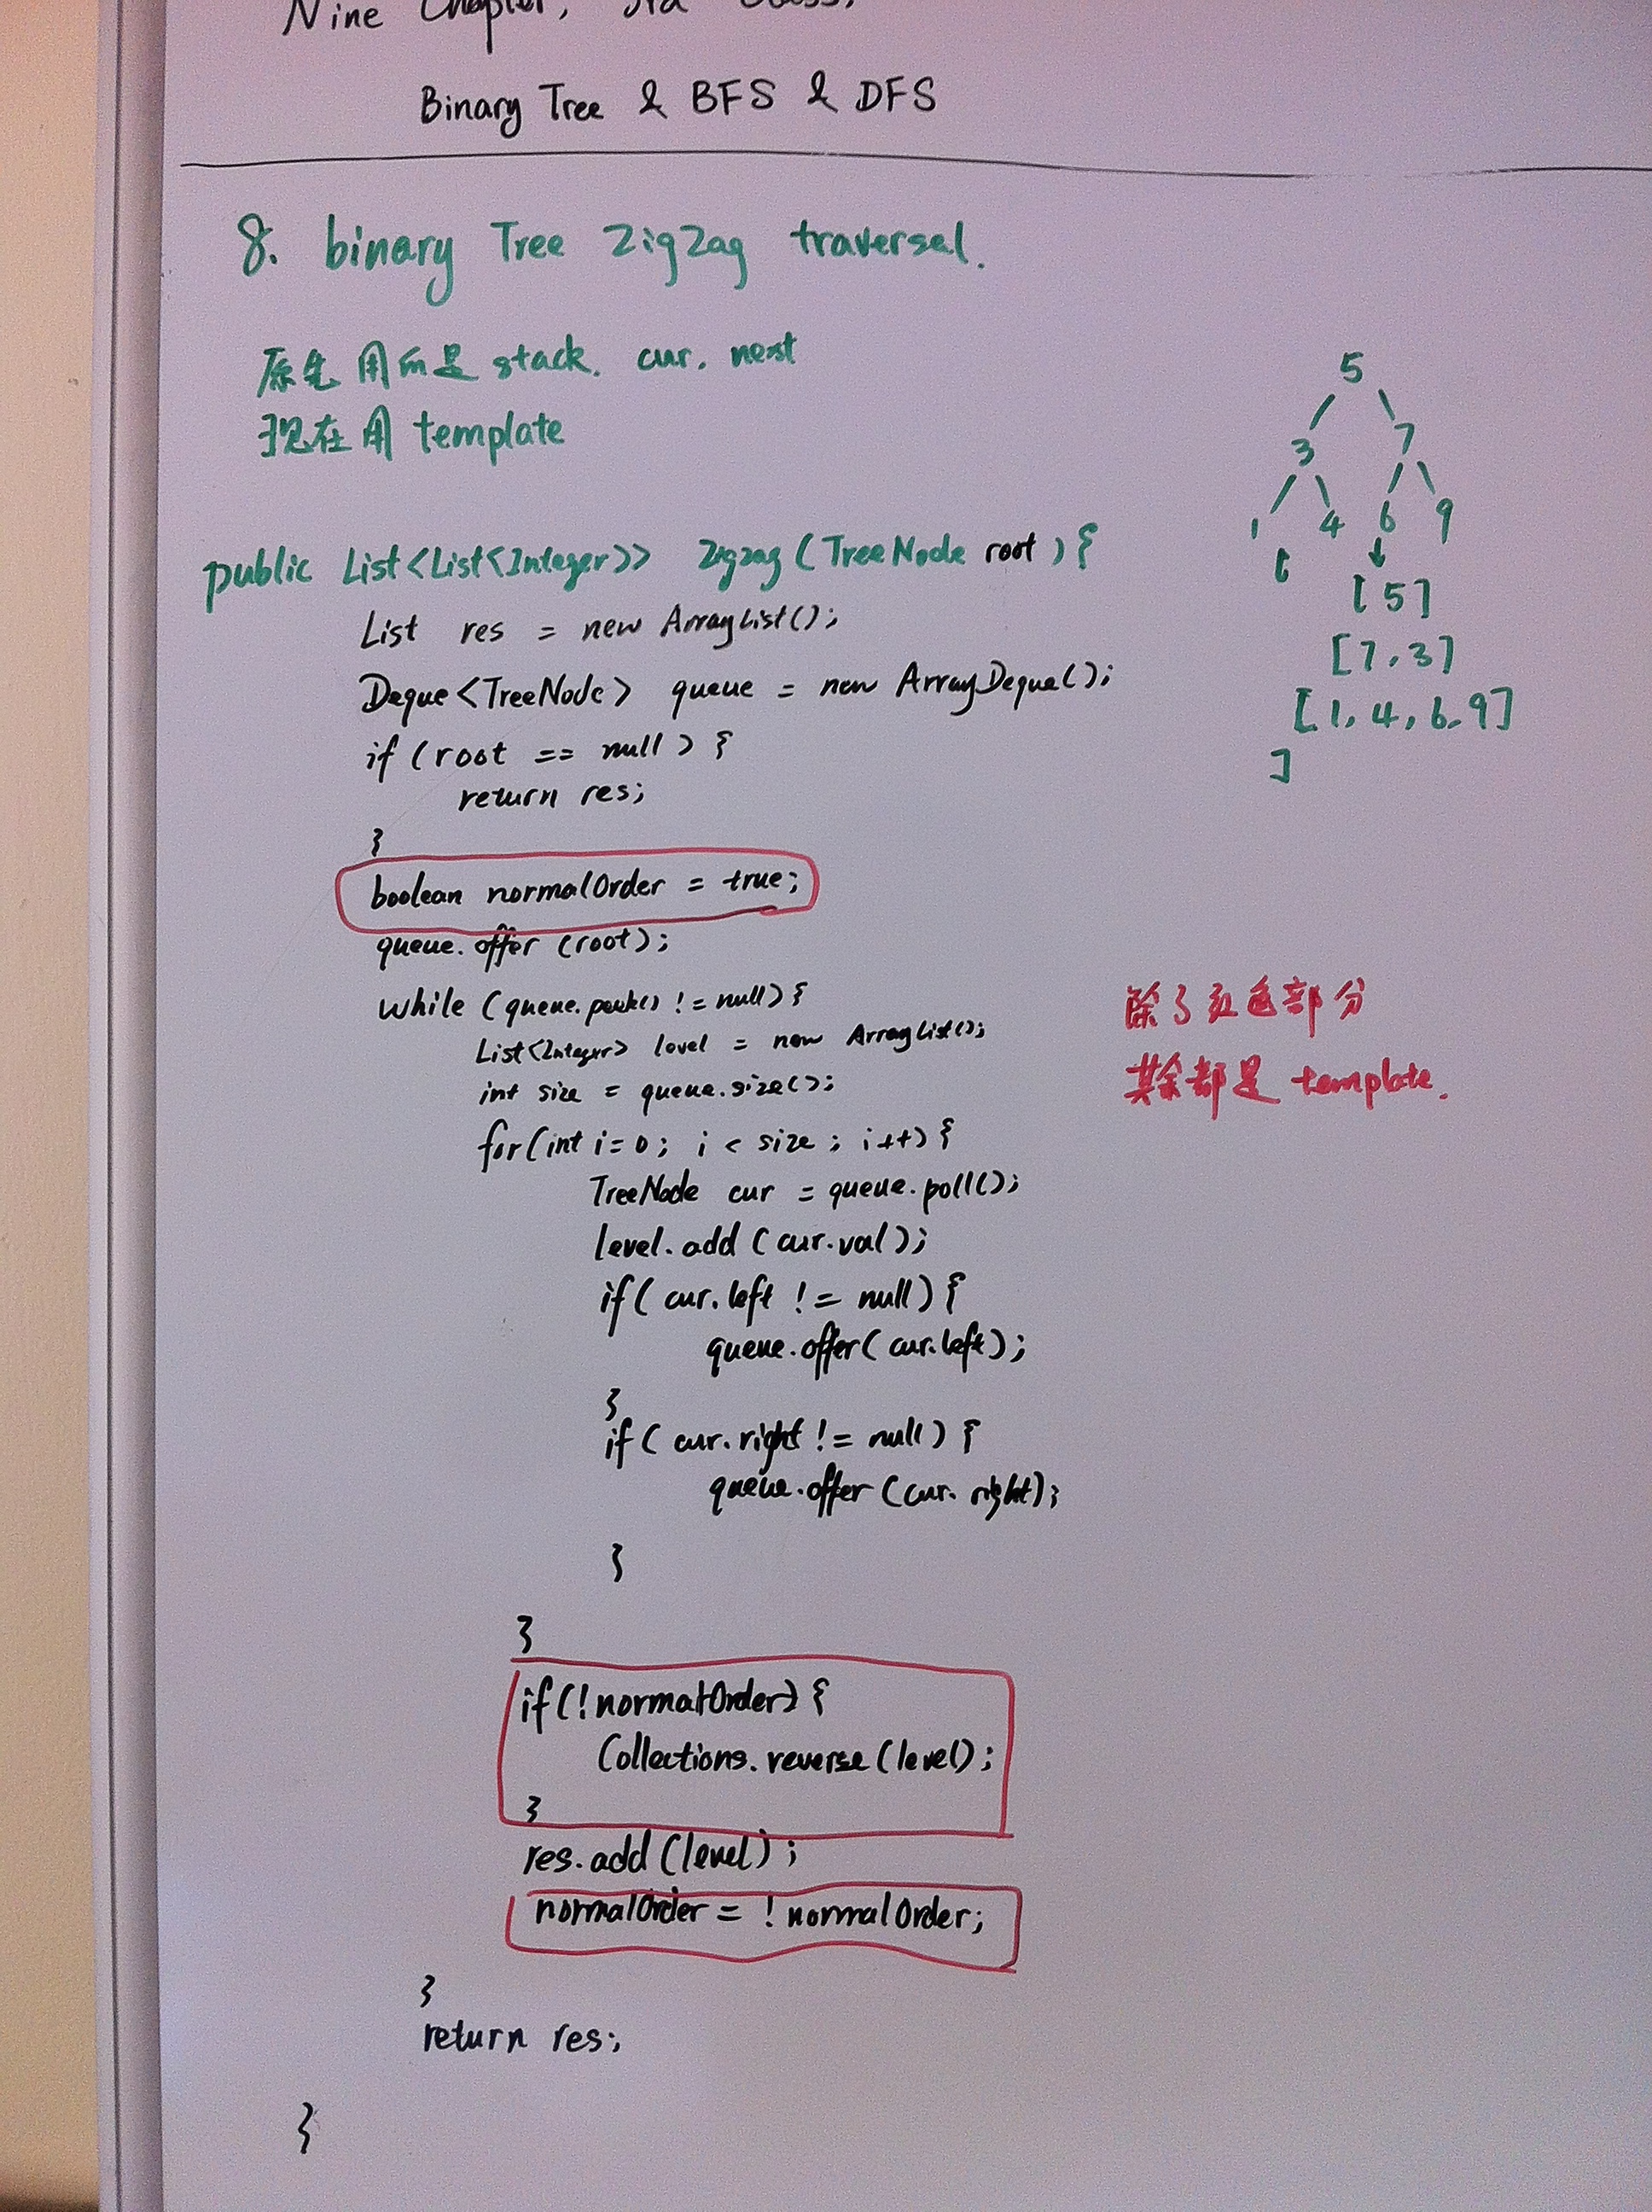 Nine Chapter, 3rd class.
Binary Tree & BFS & DFS
8. binary Tree ZigZag traversal.
原先用的是 stack. cur. next
现在用 template
5
3 7
1 4 6 9
[ ↓
[5]
[7, 3]
[1, 4, 6, 9]
]
public List<List<Integer>> zigzag (TreeNode root) {
List res = new ArrayList();
Deque<TreeNode> queue = new ArrayDeque();
if (root == null) {
return res;
}
boolean normalOrder = true;
queue.offer (root);
while (queue.peek() != null) {
List<Integer> level = new ArrayList();
int size = queue.size();
for(int i=0; i < size; i++) {
TreeNode cur = queue.poll();
level.add (cur.val);
if( cur.left != null) {
queue.offer( cur.left);
}
if( cur.right != null) {
queue.offer (cur. right);
}
}
if(!normalOrder) {
Collections.reverse(level);
}
res.add (level);
normalOrder = !normalOrder;
}
return res;
}
除了红色部分
其余都是 template.